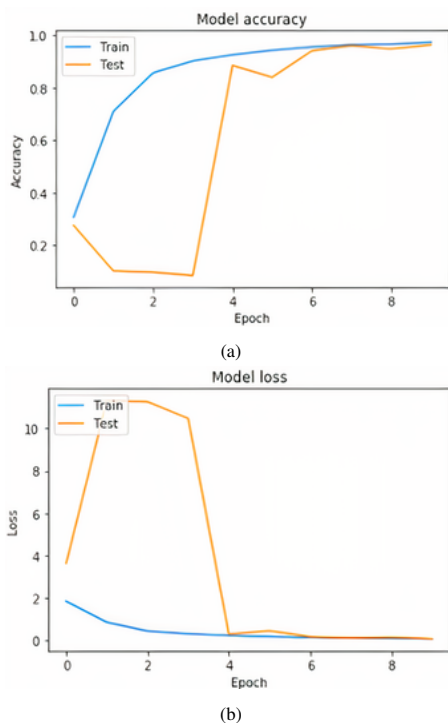 Model accuracy
1.0
Train
Test
0.8
0.6
0.4
0.2
Accuracy
0 2 4 6 8
Epoch
(a)
Model loss
Train
Test
10
8
6
4
2
0
Loss
0 2 4 6 8
Epoch
(b)